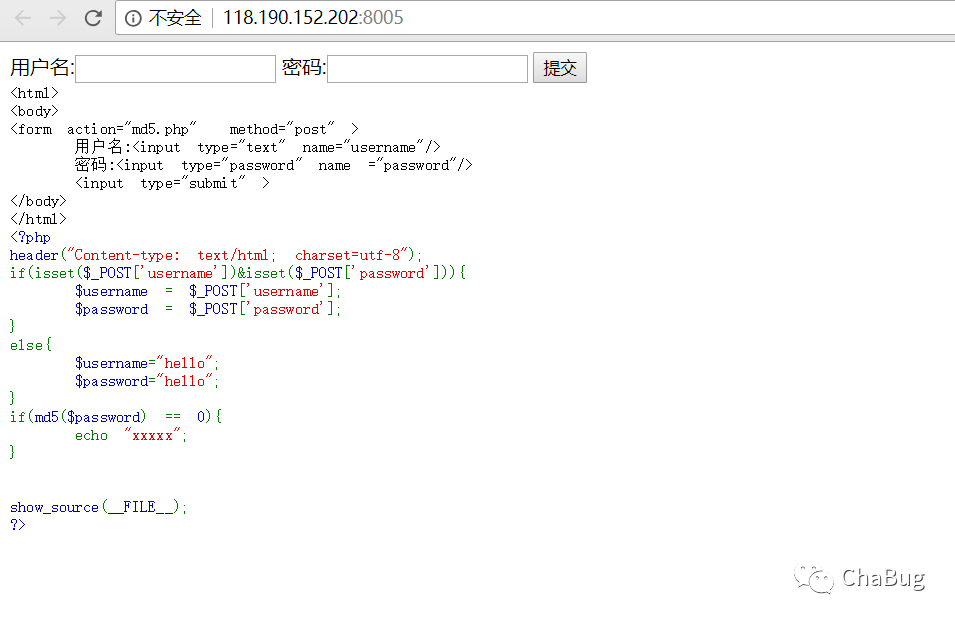 不安全 118.190.152.202:8005
用户名: 密码: 提交
<html>
<body>
<form action="md5.php" method="post" >
用户名:<input type="text" name="username"/>
密码:<input type="password" name ="password"/>
<input type="submit" >
</body>
</html>
<?php
header("Content-type: text/html; charset=utf-8");
if(isset($_POST['username'])&isset($_POST['password'])){
$username = $_POST['username'];
$password = $_POST['password'];
}
else{
$username="hello";
$password="hello";
}
if(md5($password) == 0){
echo "xxxxx";
}
show_source(__FILE__);
?>
ChaBug